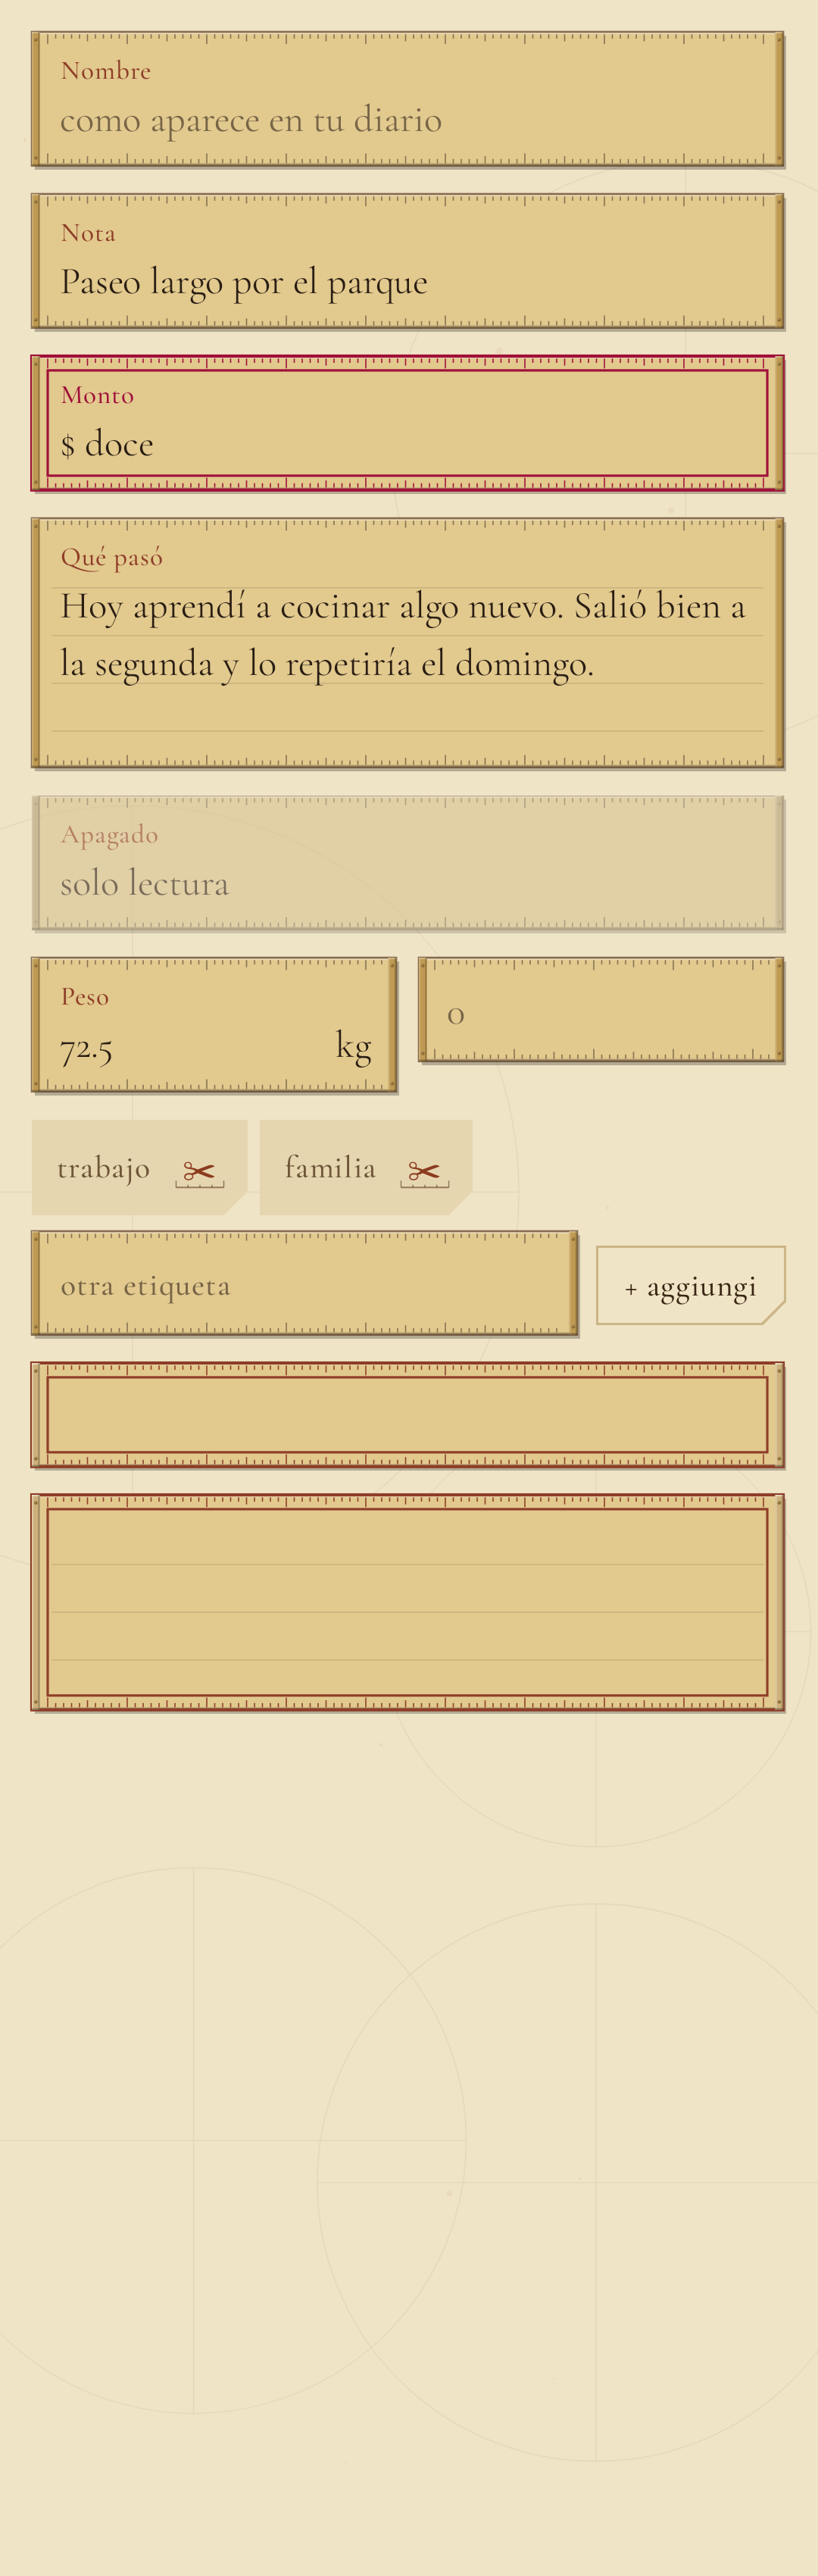 Nombre
como aparece en tu diario
Nota
Paseo largo por el parque
Monto
$ doce
Qué pasó
Hoy aprendí a cocinar algo nuevo. Salió bien a
la segunda y lo repetiría el domingo.
Apagado
solo lectura
Peso
72.5 kg
0
trabajo
familia
otra etiqueta
+ aggiungi